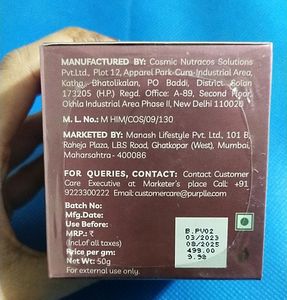 MANUFACTURED BY: Cosmic Nutracos Solutions
Pvt.Ltd., Plot 12, Apparel Park-Cum-Industrial Area,
Katha, Bhatolikalan, PO Baddi, District Solan
173205 (H.P.) Regd. Office: A-89, Second floor,
Okhla Industrial Area Phase II, New Delhi 110020
M. L. No.: M HIM/COS/09/130
MARKETED BY: Manash Lifestyle Pvt. Ltd., 101 B,
Raheja Plaza, L.B.S Road, Ghatkopar (West), Mumbai,
Maharashtra - 400086
FOR QUERIES, CONTACT: Contact Customer
Care Executive at Marketer's place Call: +91
9223300222 Email: customercare@purplle.com
Batch No: B.PV02
Mfg.Date: 03/2023
Use Before: 08/2025
MRP.: ₹ 499.00
(Incl.of all taxes)
Price per gm: 9.98
Net Wt: 50g
For external use only.